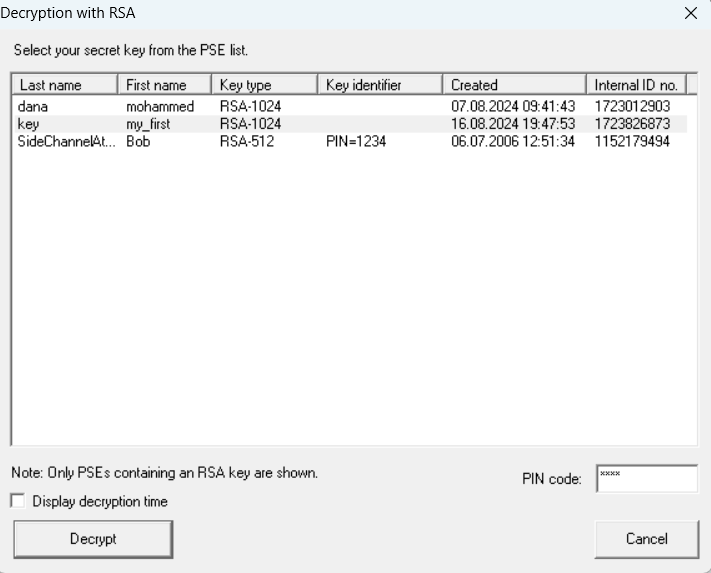 Decryption with RSA
Select your secret key from the PSE list.
Last name First name Key type Key identifier Created Internal ID no.
dana mohammed RSA-1024 07.08.2024 09:41:43 1723012903
key my_first RSA-1024 16.08.2024 19:47:53 1723826873
SideChannelAt... Bob RSA-512 PIN=1234 06.07.2006 12:51:34 1152179494
Note: Only PSEs containing an RSA key are shown.
PIN code: ****
Display decryption time
Decrypt Cancel